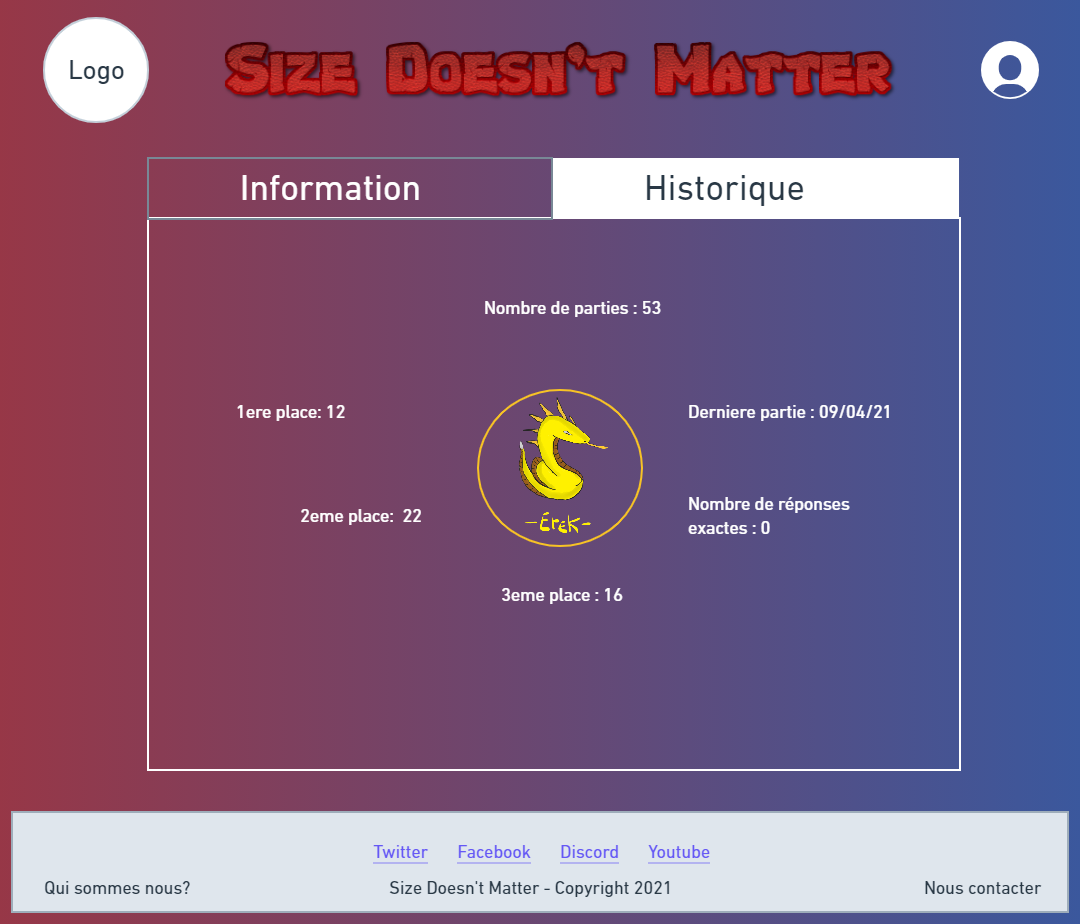 Logo
Size Doesn't Matter
Information
Historique
Nombre de parties : 53
1ere place: 12
Derniere partie : 09/04/21
2eme place:  22
Nombre de réponses
exactes : 0
-Erek-
3eme place : 16
Twitter
Facebook
Discord
Youtube
Qui sommes nous?
Size Doesn't Matter - Copyright 2021
Nous contacter